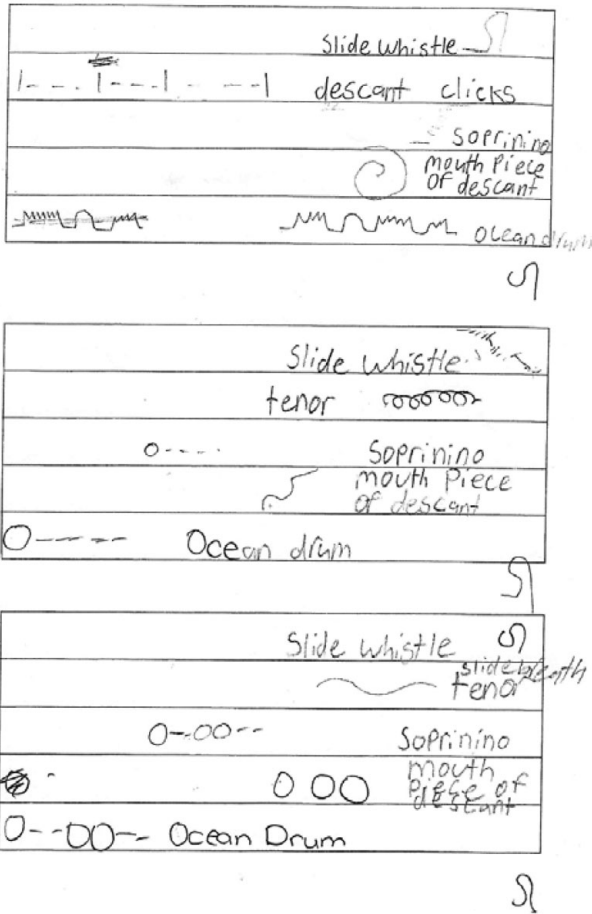 Slide whistle
descant clicks
Soprinino
mouth Piece
Of descant
Ocean drum
Slide whistle
tenor
Soprinino
mouth Piece
of descant
Ocean drum
Slide whistle
tenor
Soprinino
mouth
piece of
descant
Ocean Drum